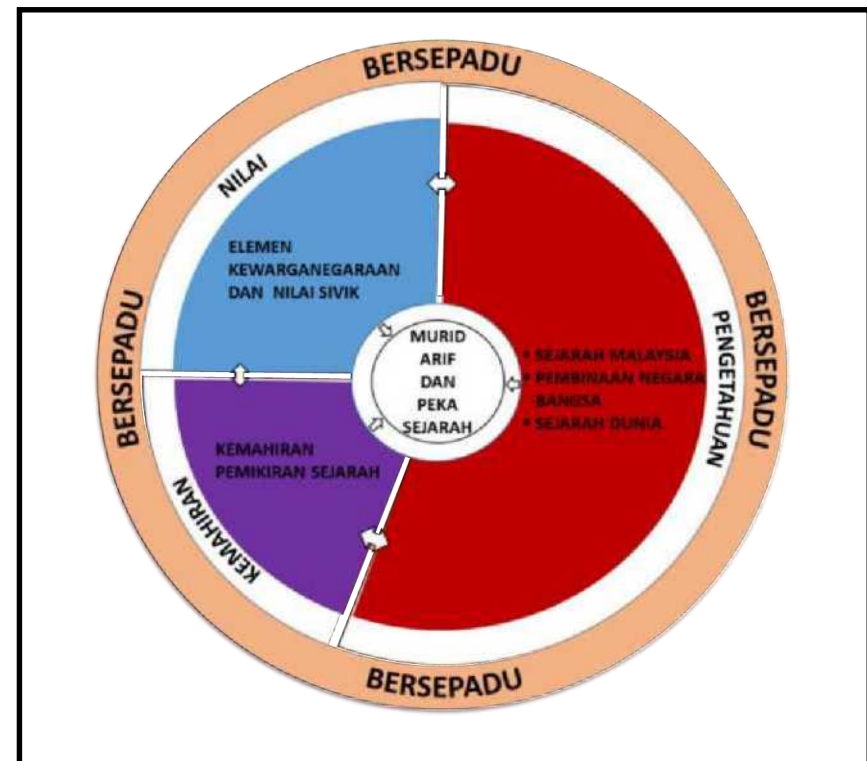 BERSEPADU
NILAI
ELEMEN
KEWARGANEGARAAN
DAN NILAI SIVIK
BERSEPADU
MURID
ARIF
DAN
PEKA
SEJARAH
• SEJARAH MALAYSIA
• PEMBINAAN NEGARA
BANGSA
• SEJARAH DUNIA
PENGETAHUAN
BERSEPADU
KEMAHIRAN
PEMIKIRAN SEJARAH
KEMAHIRAN
BERSEPADU